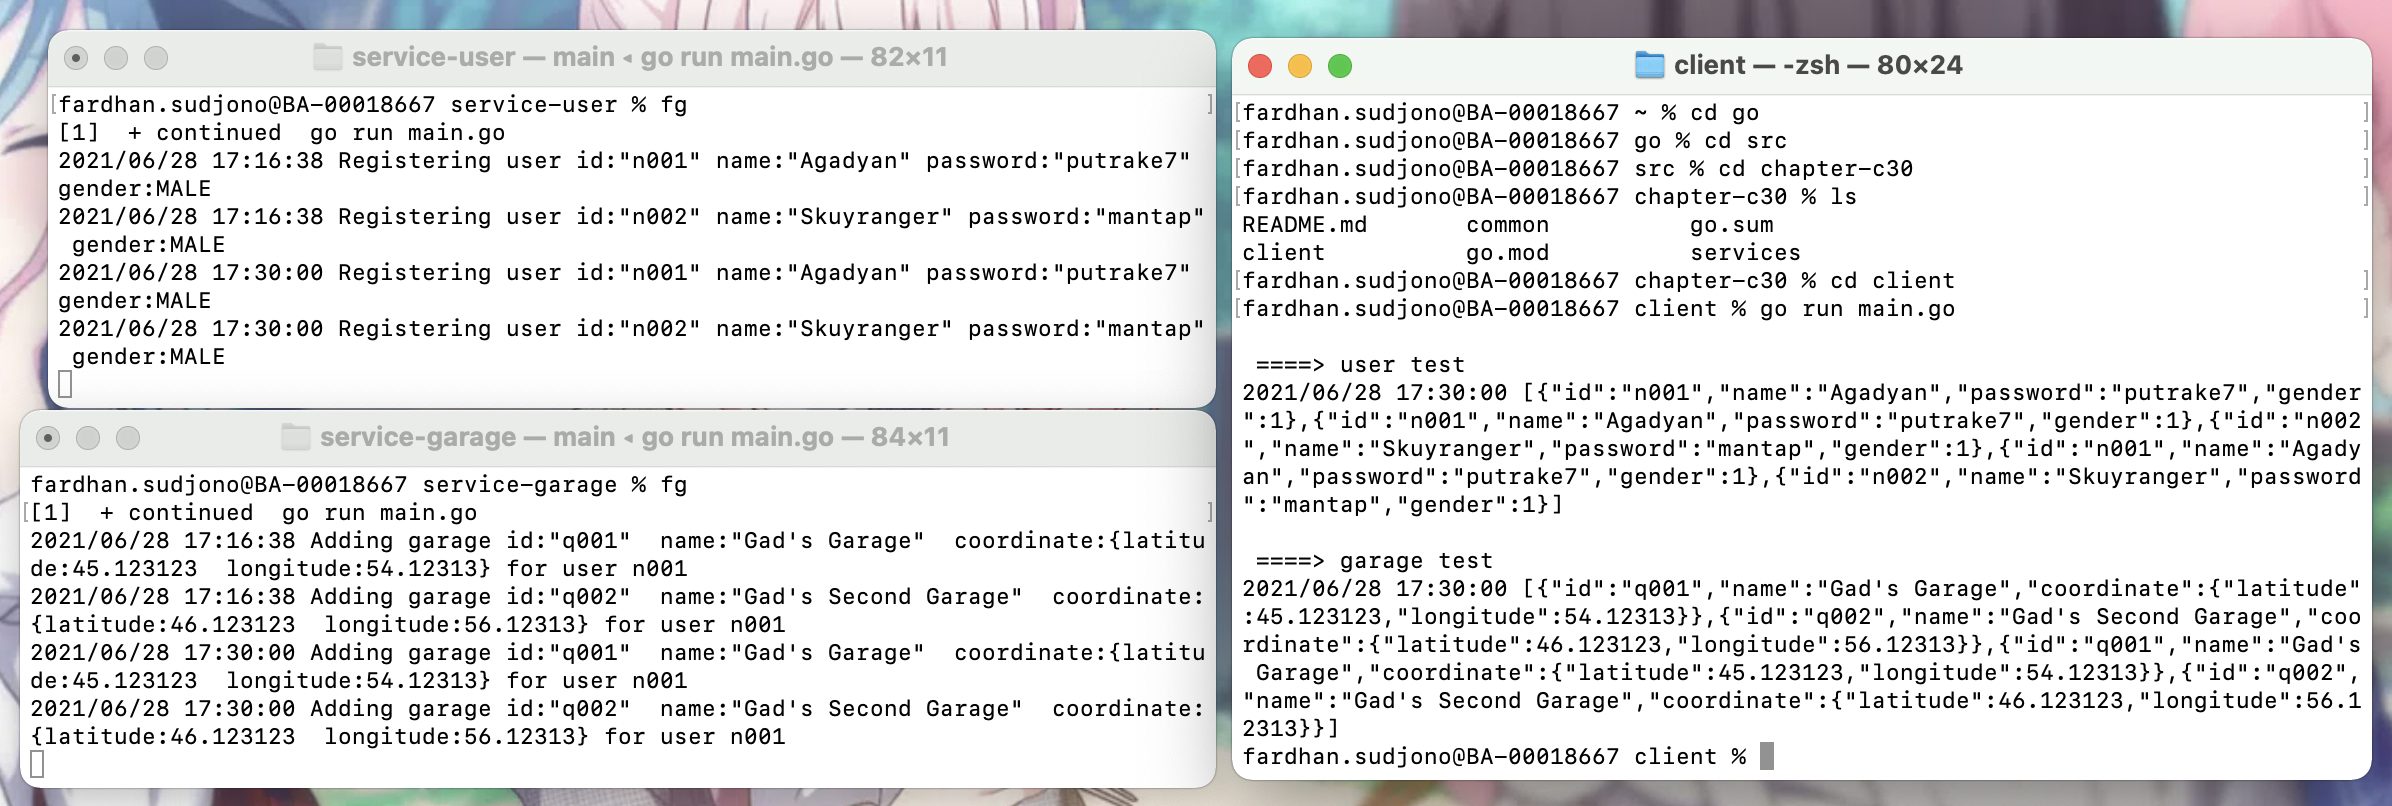 service-user — main ◂ go run main.go — 82×11
[fardhan.sudjono@BA-00018667 service-user % fg ]
[1]  + continued  go run main.go
2021/06/28 17:16:38 Registering user id:"n001" name:"Agadyan" password:"putrake7"
gender:MALE
2021/06/28 17:16:38 Registering user id:"n002" name:"Skuyranger" password:"mantap"
 gender:MALE
2021/06/28 17:30:00 Registering user id:"n001" name:"Agadyan" password:"putrake7"
gender:MALE
2021/06/28 17:30:00 Registering user id:"n002" name:"Skuyranger" password:"mantap"
 gender:MALE
service-garage — main ◂ go run main.go — 84×11
fardhan.sudjono@BA-00018667 service-garage % fg
[[1]  + continued  go run main.go ]
2021/06/28 17:16:38 Adding garage id:"q001"  name:"Gad's Garage"  coordinate:{latitu
de:45.123123  longitude:54.12313} for user n001
2021/06/28 17:16:38 Adding garage id:"q002"  name:"Gad's Second Garage"  coordinate:
{latitude:46.123123  longitude:56.12313} for user n001
2021/06/28 17:30:00 Adding garage id:"q001"  name:"Gad's Garage"  coordinate:{latitu
de:45.123123  longitude:54.12313} for user n001
2021/06/28 17:30:00 Adding garage id:"q002"  name:"Gad's Second Garage"  coordinate:
{latitude:46.123123  longitude:56.12313} for user n001
client — -zsh — 80×24
[fardhan.sudjono@BA-00018667 ~ % cd go ]
[fardhan.sudjono@BA-00018667 go % cd src ]
[fardhan.sudjono@BA-00018667 src % cd chapter-c30 ]
[fardhan.sudjono@BA-00018667 chapter-c30 % ls ]
README.md       common          go.sum
client          go.mod          services
[fardhan.sudjono@BA-00018667 chapter-c30 % cd client ]
[fardhan.sudjono@BA-00018667 client % go run main.go ]
 ====> user test
2021/06/28 17:30:00 [{"id":"n001","name":"Agadyan","password":"putrake7","gender
":1},{"id":"n001","name":"Agadyan","password":"putrake7","gender":1},{"id":"n002
","name":"Skuyranger","password":"mantap","gender":1},{"id":"n001","name":"Agady
an","password":"putrake7","gender":1},{"id":"n002","name":"Skuyranger","password
":"mantap","gender":1}]
 ====> garage test
2021/06/28 17:30:00 [{"id":"q001","name":"Gad's Garage","coordinate":{"latitude"
:45.123123,"longitude":54.12313}},{"id":"q002","name":"Gad's Second Garage","coo
rdinate":{"latitude":46.123123,"longitude":56.12313}},{"id":"q001","name":"Gad's
 Garage","coordinate":{"latitude":45.123123,"longitude":54.12313}},{"id":"q002",
"name":"Gad's Second Garage","coordinate":{"latitude":46.123123,"longitude":56.1
2313}}]
fardhan.sudjono@BA-00018667 client %